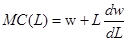 MC(L) = w + L dw/dL